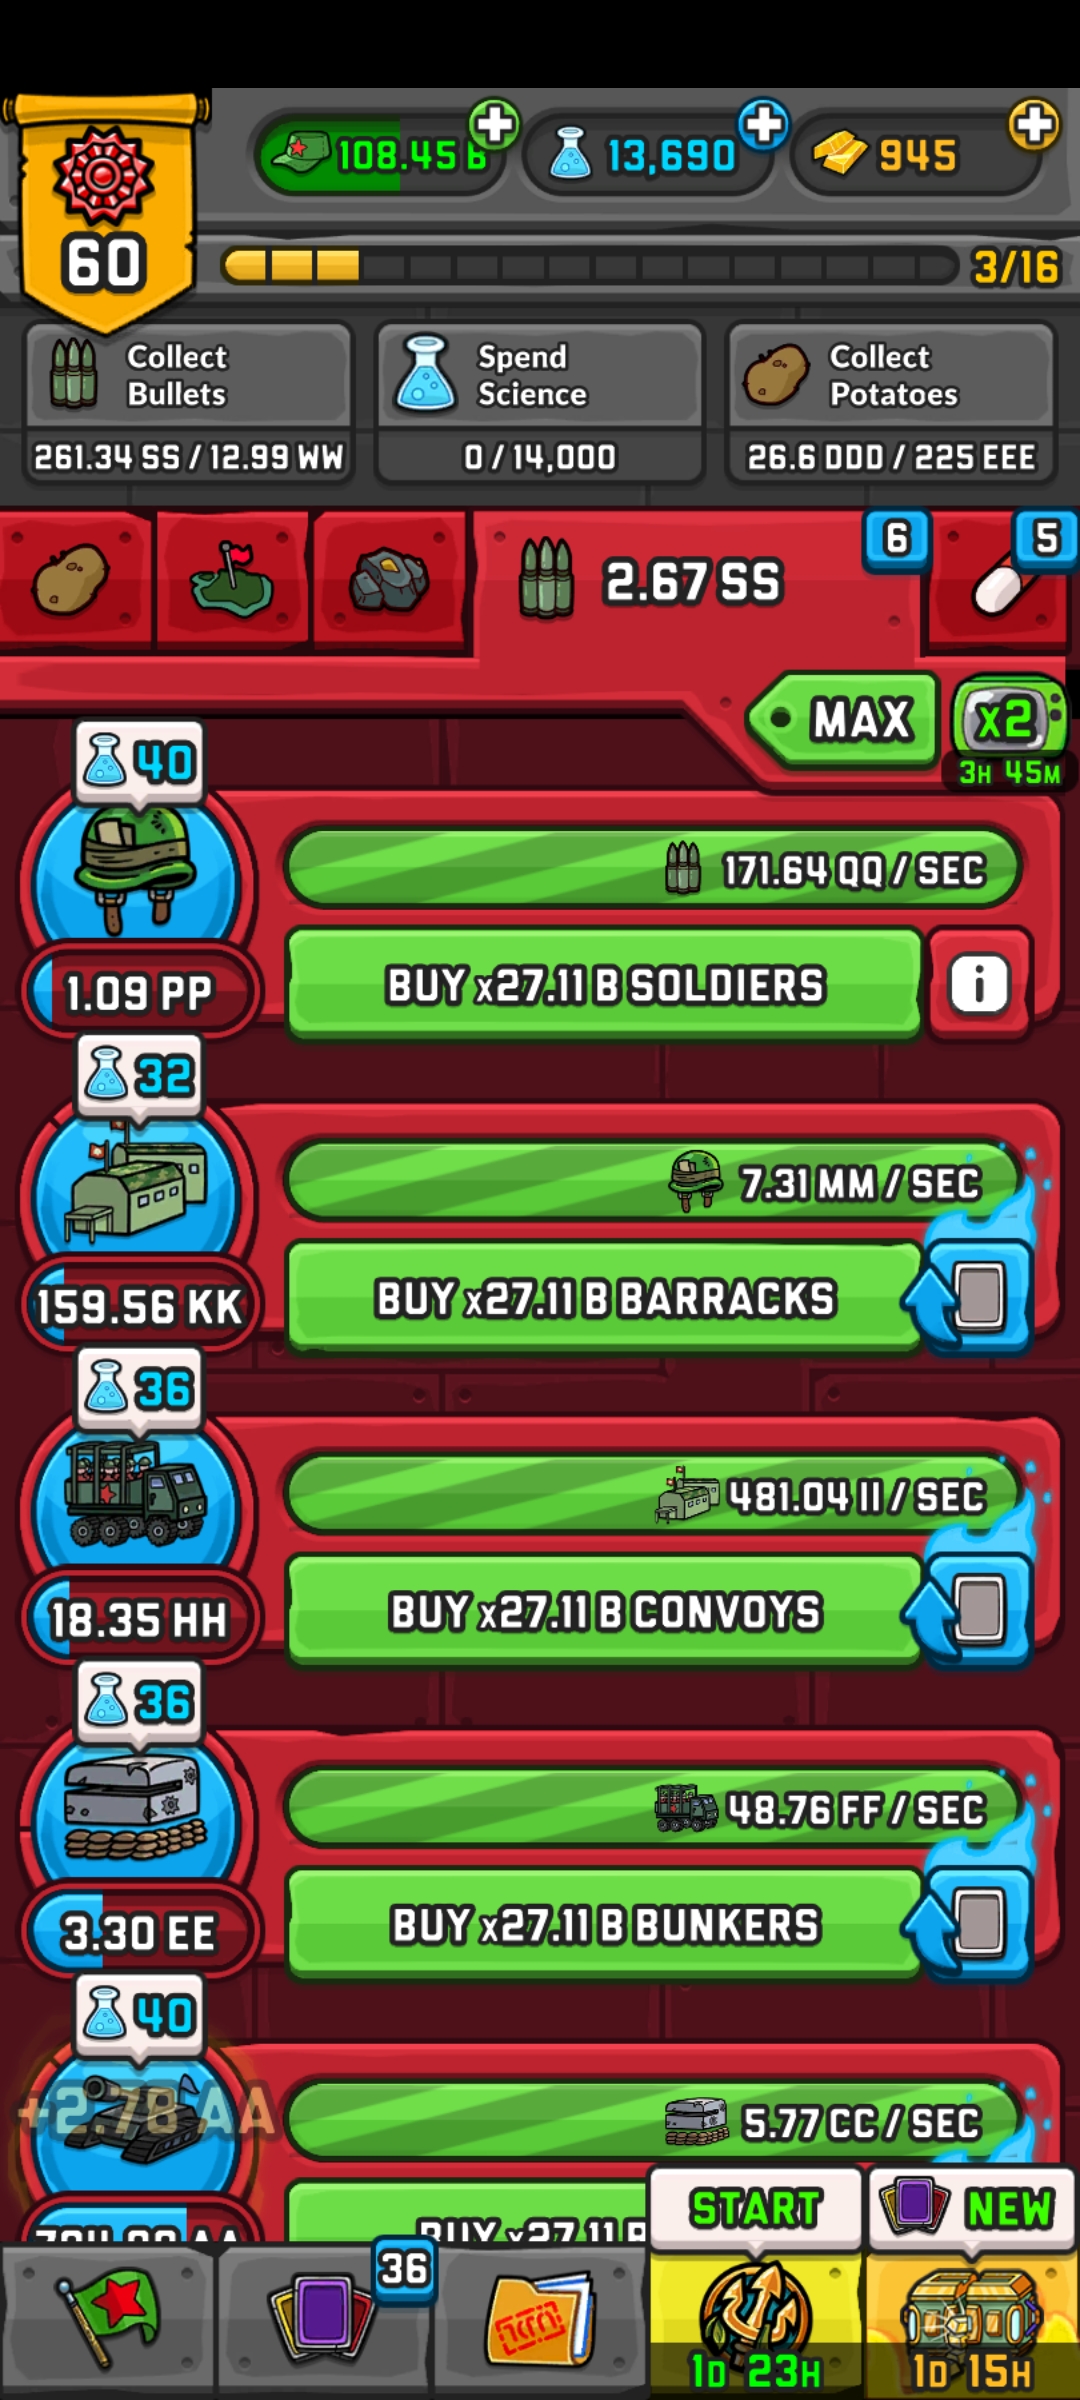 108.45 B
13,690
945
60
3/16
Collect
Bullets
261.34 SS / 12.99 WW
Spend
Science
0 / 14,000
Collect
Potatoes
26.6 DDD / 225 EEE
2.67 SS
6
5
MAX
x2
3H 45M
40
171.64 QQ / SEC
1.09 PP
BUY x27.11 B SOLDIERS
i
32
7.31 MM / SEC
159.56 KK
BUY x27.11 B BARRACKS
36
481.04 II / SEC
18.35 HH
BUY x27.11 B CONVOYS
36
48.76 FF / SEC
3.30 EE
BUY x27.11 B BUNKERS
40
+2.78 AA
5.77 CC / SEC
BUY x27.11 B
START
NEW
36
1D 23H
1D 15H